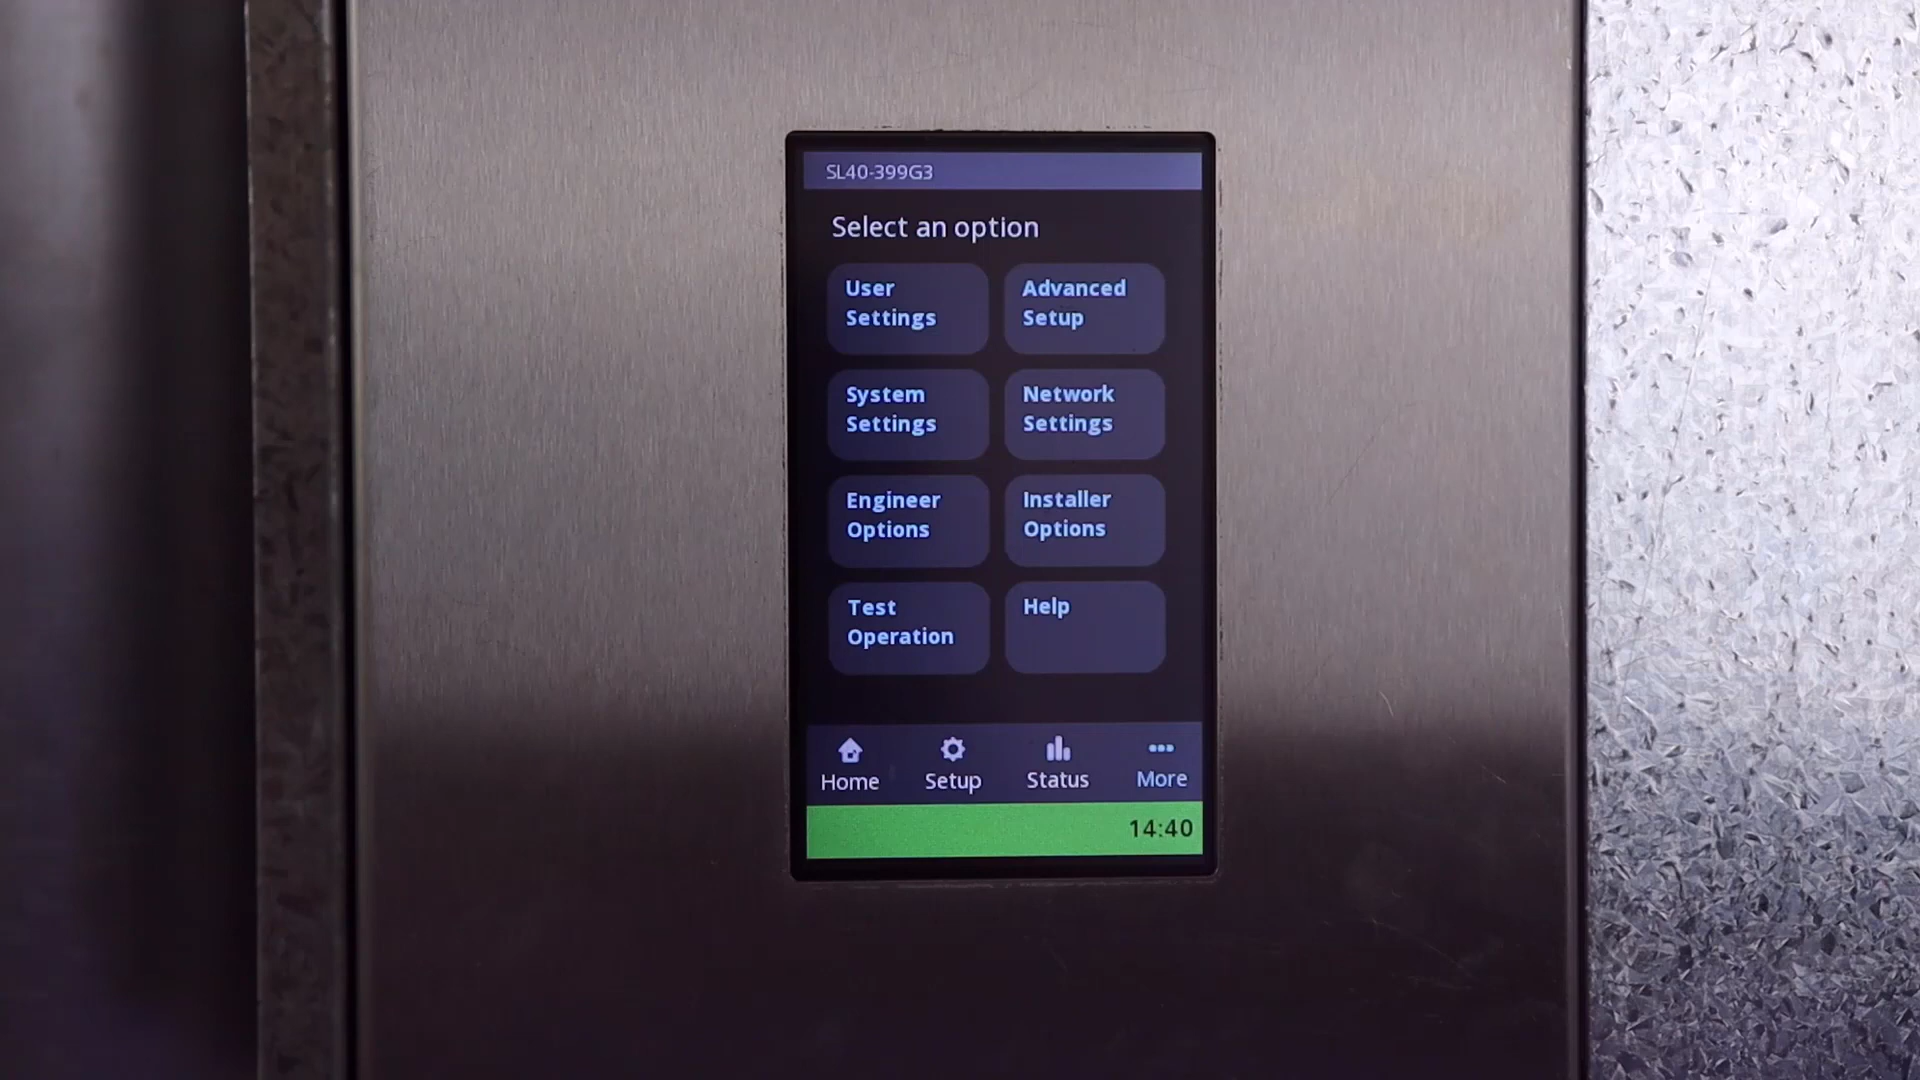 SL40-399G3
Select an option
User
Settings
Advanced
Setup
System
Settings
Network
Settings
Engineer
Options
Installer
Options
Test
Operation
Help
Home
Setup
Status
More
14:40